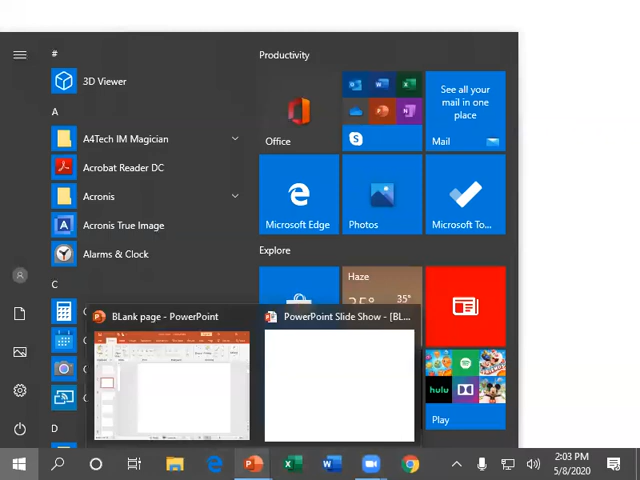 #
3D Viewer
A
A4Tech IM Magician
Acrobat Reader DC
Acronis
Acronis True Image
Alarms & Clock
C
D
Productivity
Office
See all your
mail in one
place
Mail
Microsoft Edge
Photos
Microsoft To...
Explore
Haze
35°
35°
hulu
Play
BLank page - PowerPoint
PowerPoint Slide Show - [BL...
2:03 PM
5/8/2020